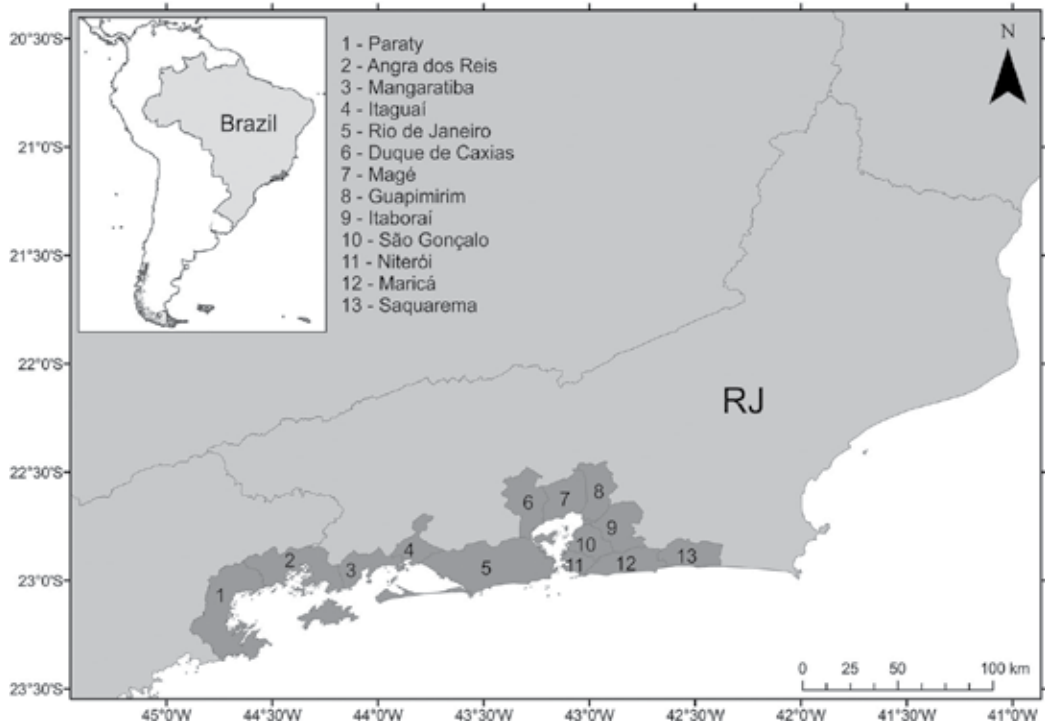 20°30'S
21°0'S
21°30'S
22°0'S
22°30'S
23°0'S
23°30'S
Brazil
1 - Paraty
2 - Angra dos Reis
3 - Mangaratiba
4 - Itaguaí
5 - Rio de Janeiro
6 - Duque de Caxias
7 - Magé
8 - Guapimirim
9 - Itaboraí
10 - São Gonçalo
11 - Niterói
12 - Maricá
13 - Saquarema
N
RJ
1
2
3
4
5
6
7
8
9
10
11
12
13
0 25 50 100 km
45°0'W 44°30'W 44°0'W 43°30'W 43°0'W 42°30'W 42°0'W 41°30'W 41°0'W